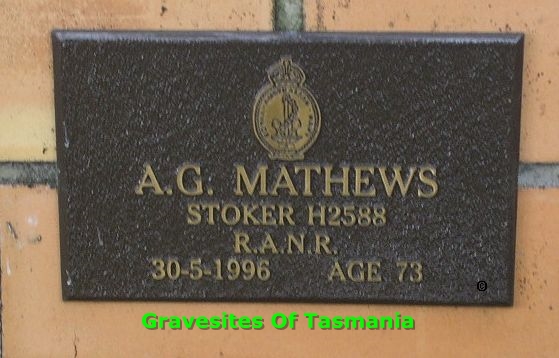 A.G. MATHEWS
STOKER H2588
R.A.N.R.
30-5-1996 AGE 73
©
Gravesites Of Tasmania